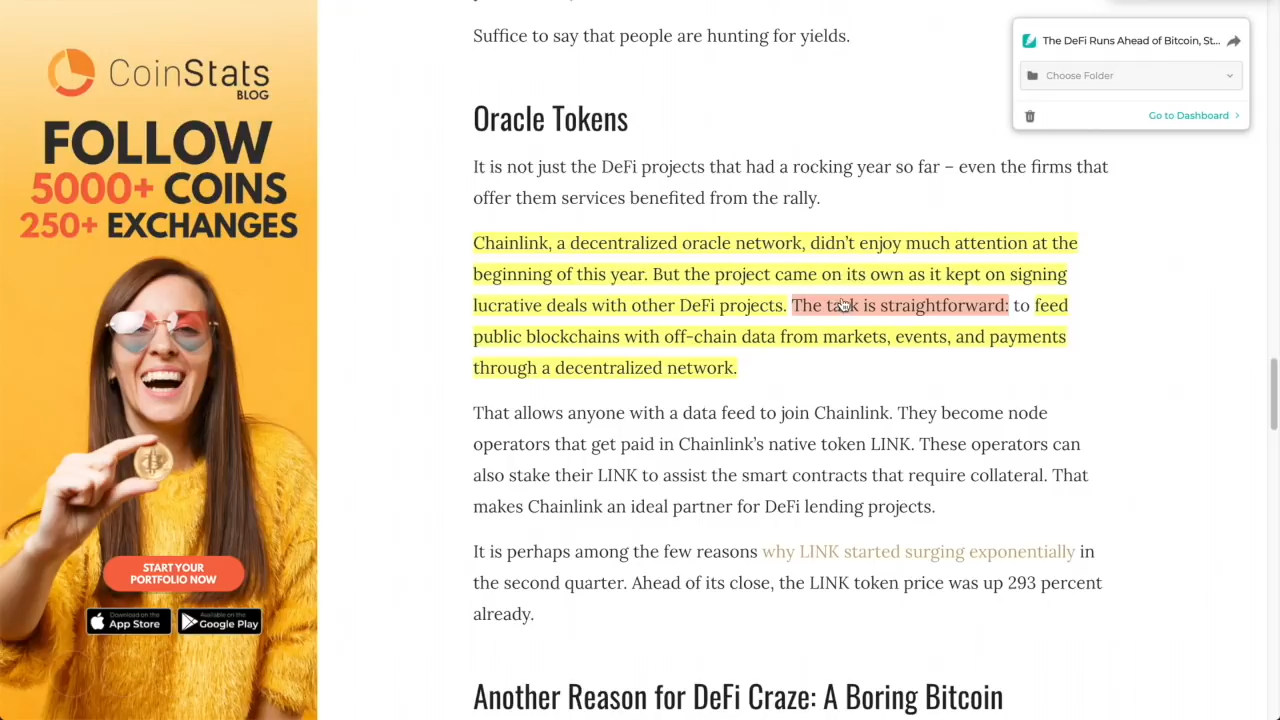 CoinStats
BLOG
FOLLOW
5000+ COINS
250+ EXCHANGES
START YOUR
PORTFOLIO NOW
Download on the
App Store
Available on the
Google Play
Suffice to say that people are hunting for yields.
Oracle Tokens
It is not just the DeFi projects that had a rocking year so far – even the firms that
offer them services benefited from the rally.
Chainlink, a decentralized oracle network, didn’t enjoy much attention at the
beginning of this year. But the project came on its own as it kept on signing
lucrative deals with other DeFi projects. The task is straightforward: to feed
public blockchains with off-chain data from markets, events, and payments
through a decentralized network.
That allows anyone with a data feed to join Chainlink. They become node
operators that get paid in Chainlink’s native token LINK. These operators can
also stake their LINK to assist the smart contracts that require collateral. That
makes Chainlink an ideal partner for DeFi lending projects.
It is perhaps among the few reasons why LINK started surging exponentially in
the second quarter. Ahead of its close, the LINK token price was up 293 percent
already.
Another Reason for DeFi Craze: A Boring Bitcoin
The DeFi Runs Ahead of Bitcoin, St...
Choose Folder
Go to Dashboard